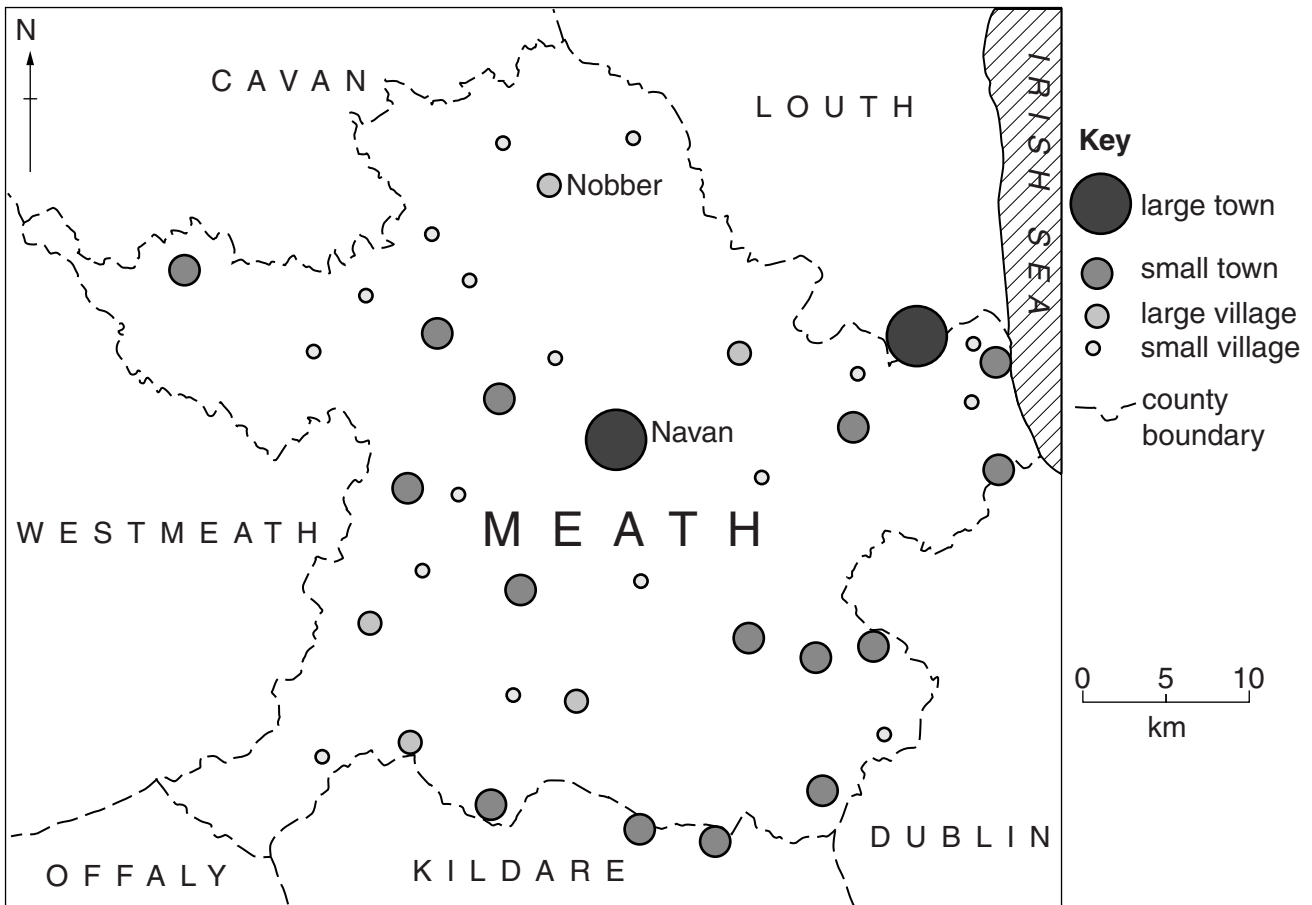 N
CAVAN
LOUTH
IRISH SEA
Nobber
Navan
MEATH
WESTMEATH
OFFALY
KILDARE
DUBLIN
Key
large town
small town
large village
small village
county
boundary
0 5 10
km